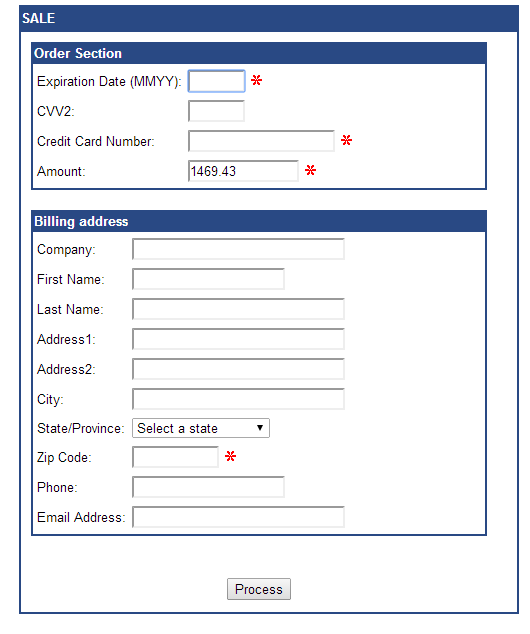 SALE
Order Section
Expiration Date (MMYY): *
CVV2:
Credit Card Number: *
Amount: 1469.43 *
Billing address
Company:
First Name:
Last Name:
Address1:
Address2:
City:
State/Province: Select a state
Zip Code: *
Phone:
Email Address:
Process